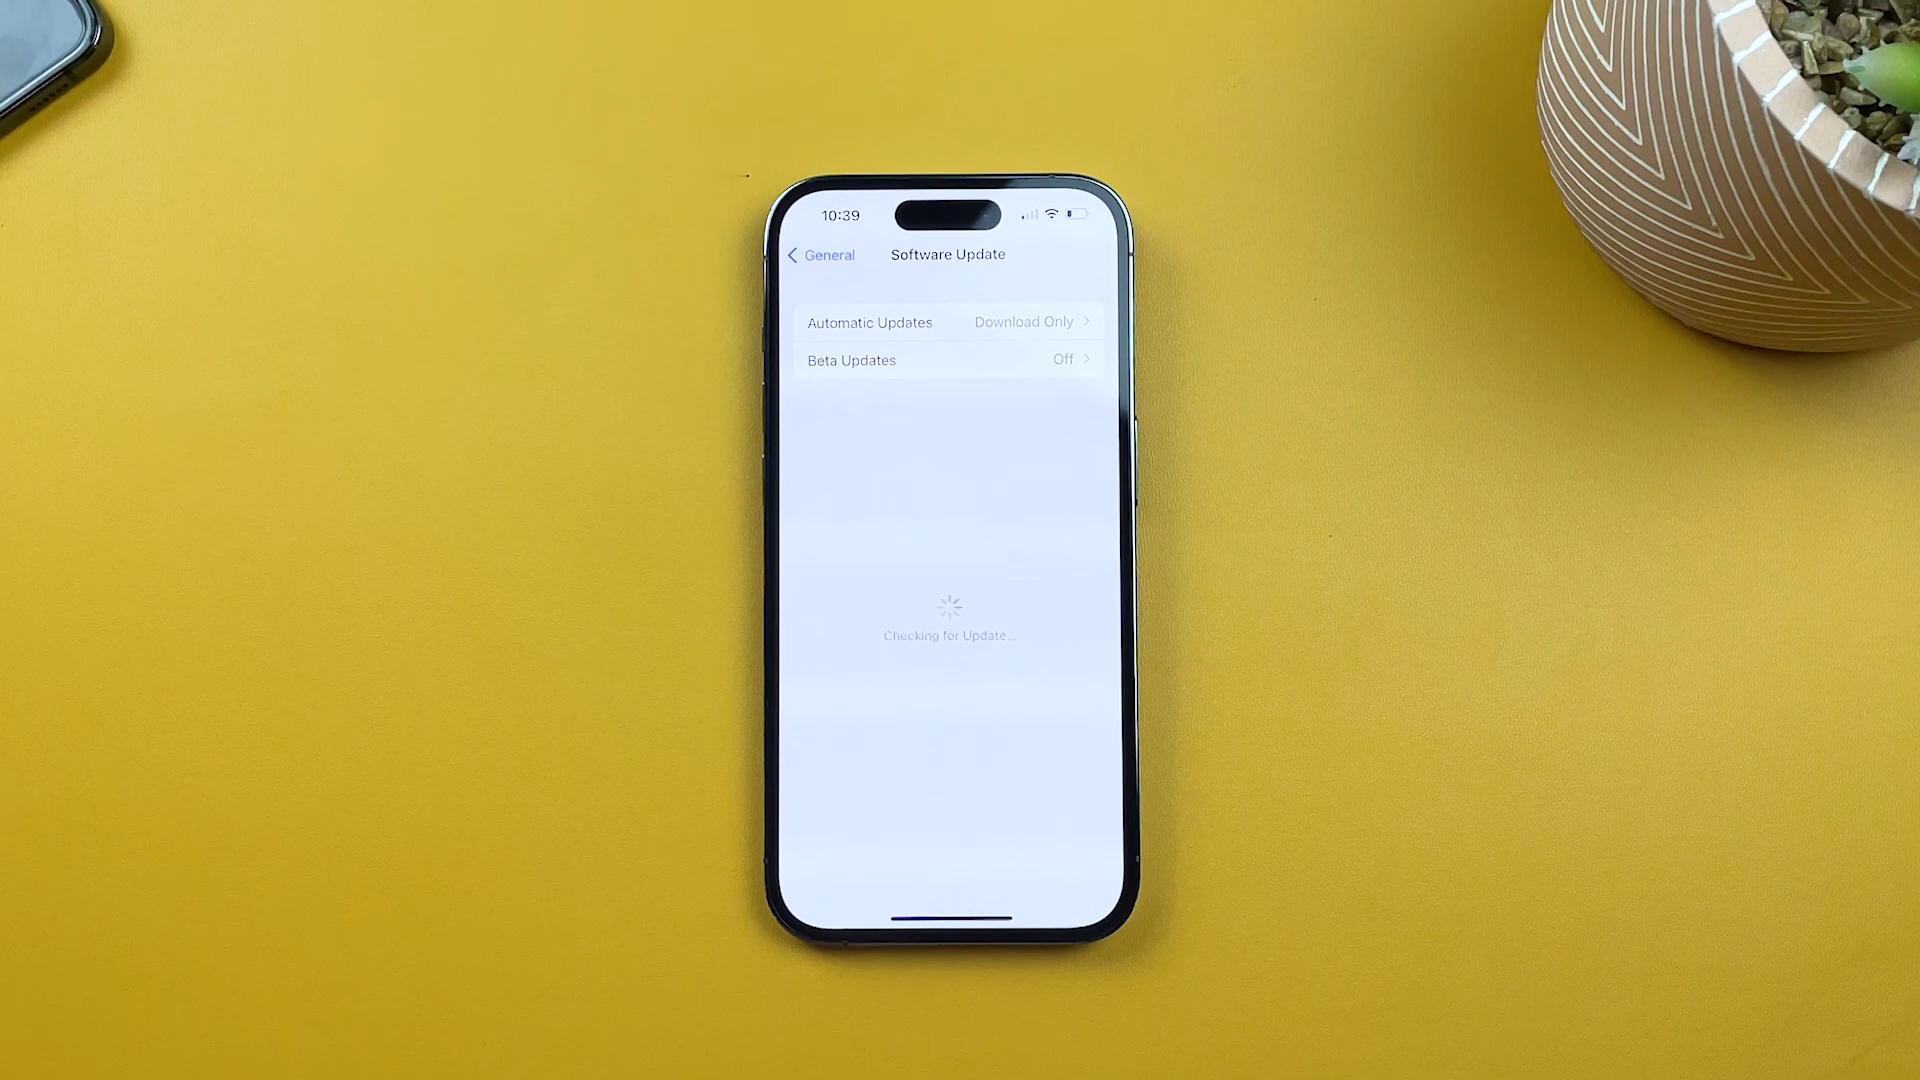 10:39
General
Software Update
Automatic Updates Download Only
Beta Updates Off
Checking for Update...